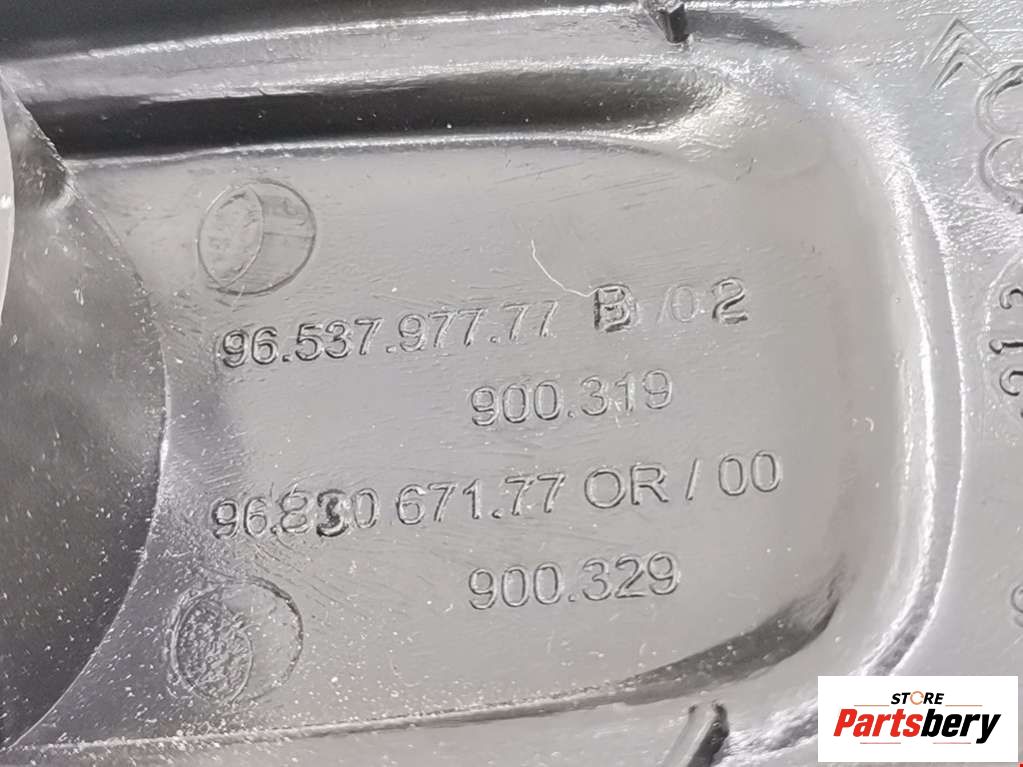 96.537.977.77 B/02
900.319
96.830 671.77 OR / 00
900.329
STORE
Partsbery